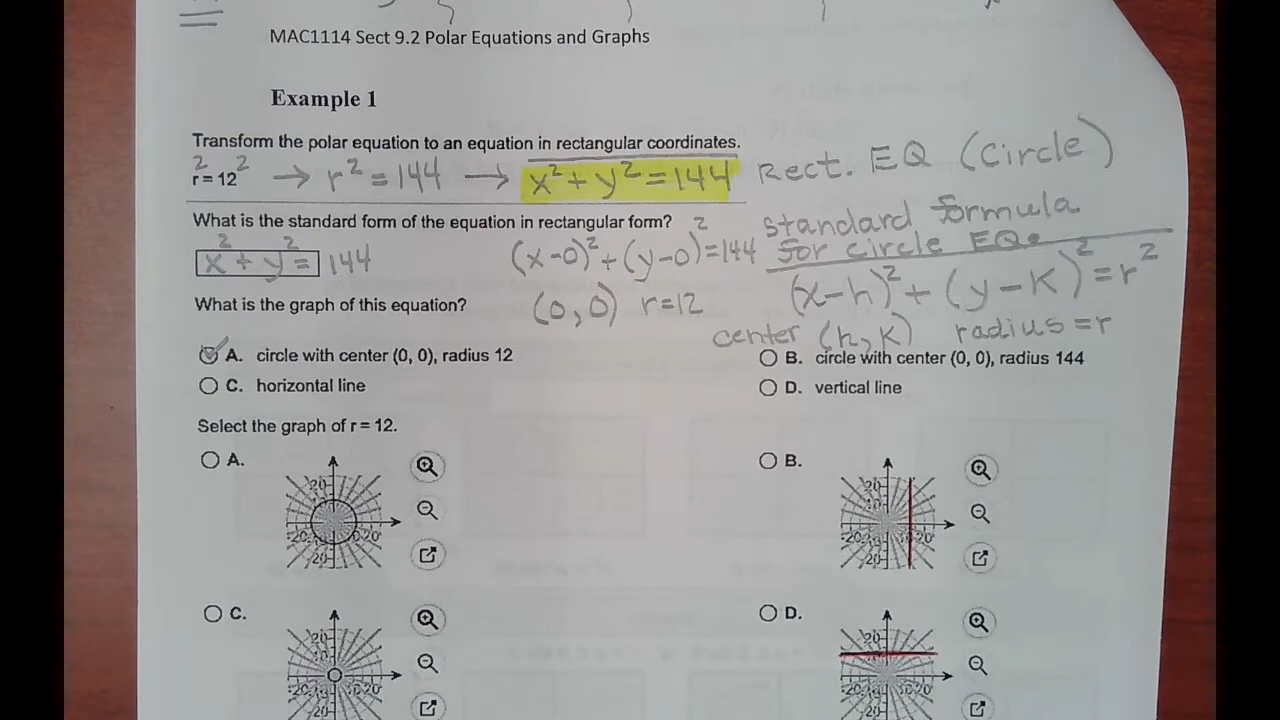 MAC1114 Sect 9.2 Polar Equations and Graphs
Example 1
Transform the polar equation to an equation in rectangular coordinates.
r² = 12² → r² = 144 → x² + y² = 144 Rect. EQ (Circle)
What is the standard form of the equation in rectangular form?
standard formula
for circle EQ.
x² + y² = 144 (x-0)² + (y-0)² = 144
(x-h)² + (y-k)² = r²
What is the graph of this equation? (0,0) r=12
center (h,k) radius = r
A. circle with center (0, 0), radius 12
B. circle with center (0, 0), radius 144
C. horizontal line
D. vertical line
Select the graph of r = 12.
A.
B.
C.
D.